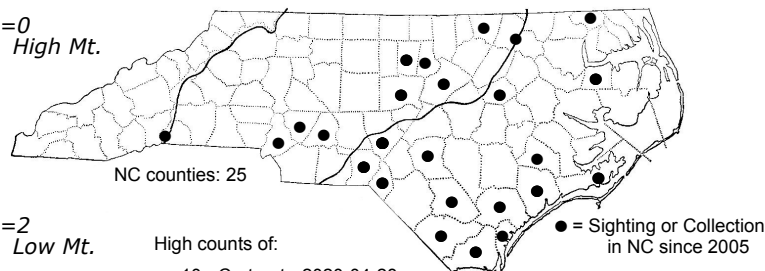 =0
High Mt.
NC counties: 25
=2
Low Mt.
High counts of:
● = Sighting or Collection
in NC since 2005